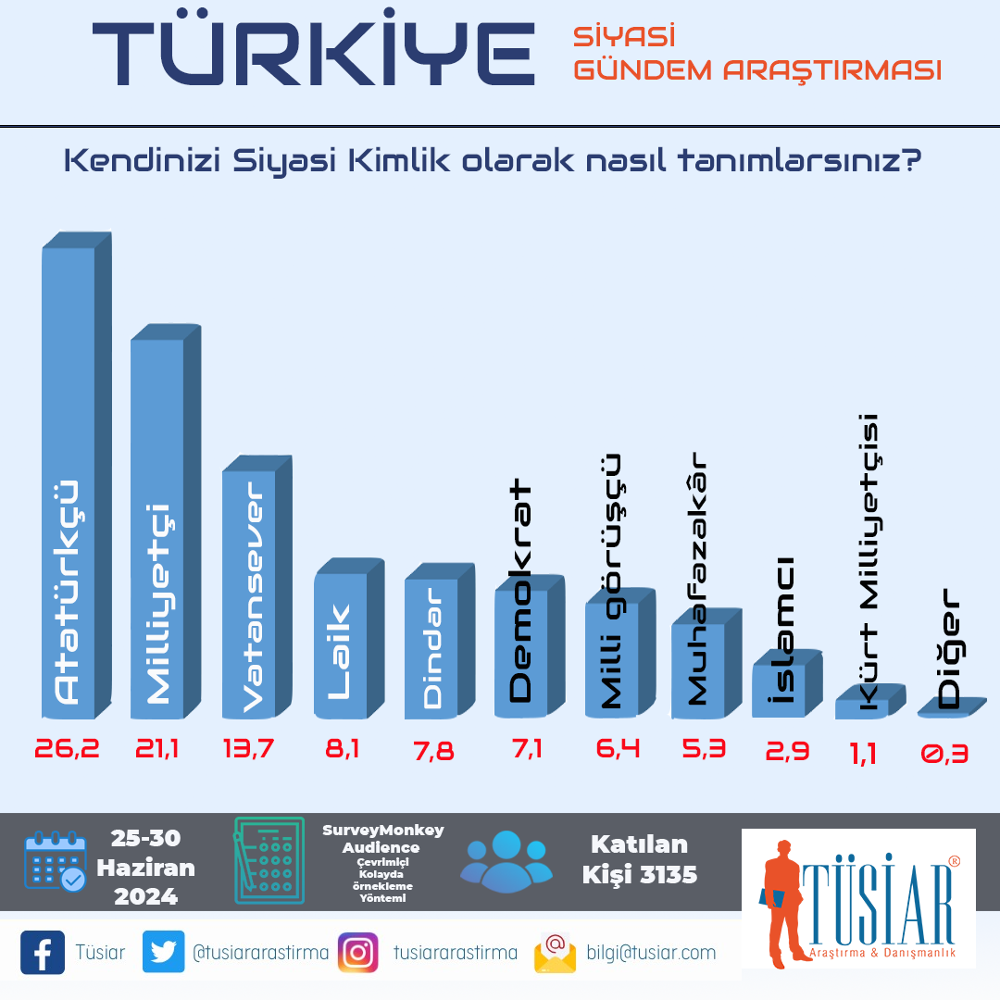 TÜRKİYE
SİYASİ
GÜNDEM ARAŞTIRMASI
Kendinizi Siyasi Kimlik olarak nasıl tanımlarsınız?
Atatürkçü
Milliyetçi
Vatansever
Laik
Dindar
Demokrat
Milli görüşçü
Muhafazakâr
İslamcı
Kürt Milliyetçisi
Diğer
26,2
21,1
13,7
8,1
7,8
7,1
6,4
5,3
2,9
1,1
0,3
25-30
Haziran
2024
SurveyMonkey
Audience
Çevrimiçi
Kolayda
örnekleme
Yöntemi
Katılan
Kişi 3135
TÜSİAR®
Araştırma & Danışmanlık
Tüsiar
@tusiararastirma
tusiararastirma
bilgi@tusiar.com